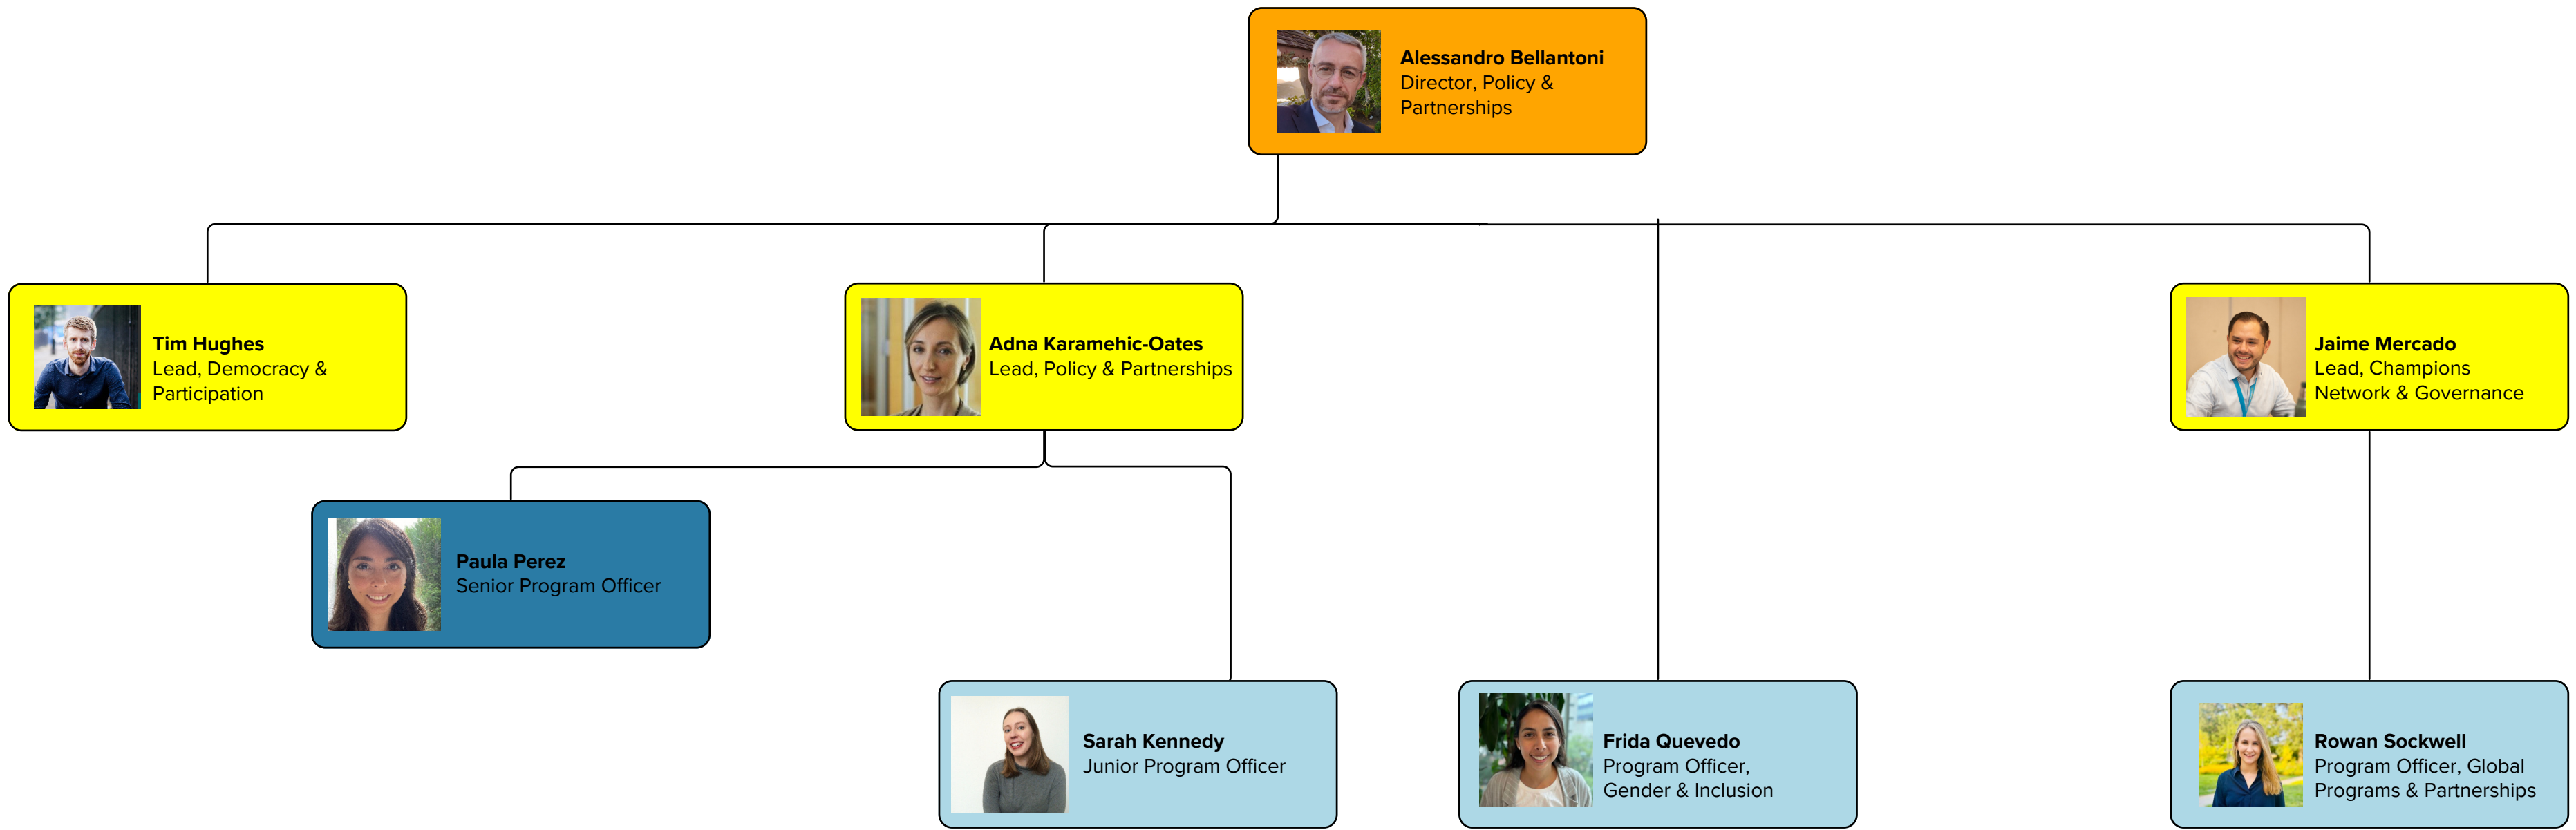 Alessandro Bellantoni
Director, Policy &
Partnerships
Tim Hughes
Lead, Democracy &
Participation
Adna Karamehic-Oates
Lead, Policy & Partnerships
Jaime Mercado
Lead, Champions
Network & Governance
Paula Perez
Senior Program Officer
Sarah Kennedy
Junior Program Officer
Frida Quevedo
Program Officer,
Gender & Inclusion
Rowan Sockwell
Program Officer, Global
Programs & Partnerships